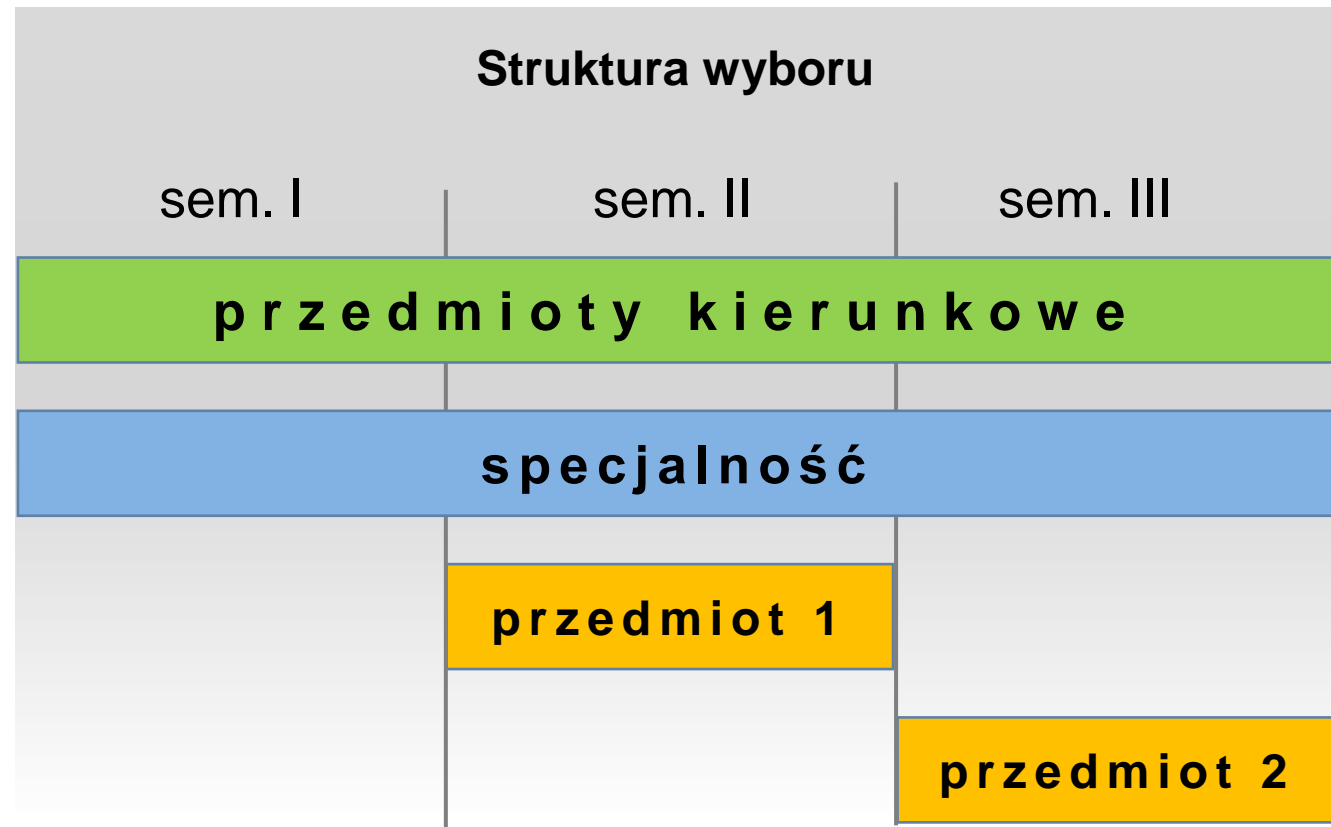 Struktura wyboru
sem. I sem. II sem. III
przedmioty kierunkowe
specjalność
przedmiot 1
przedmiot 2